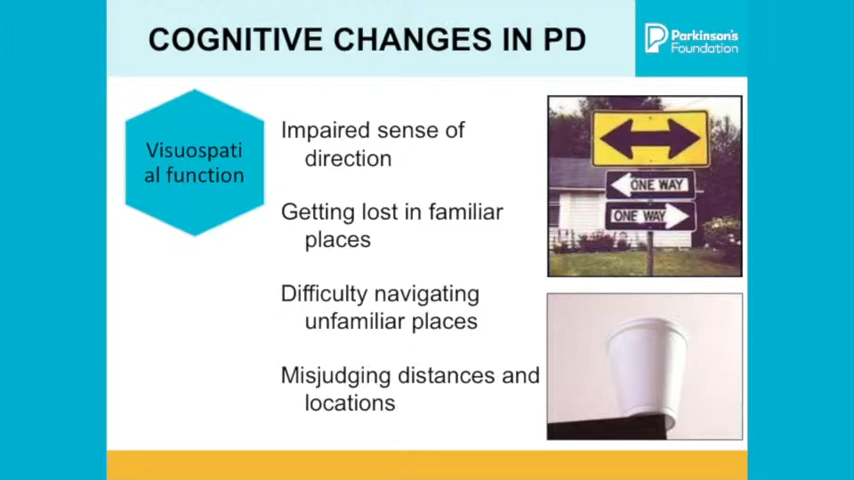 COGNITIVE CHANGES IN PD
Parkinson's
Foundation
Visuospati
al function
Impaired sense of
direction
Getting lost in familiar
places
Difficulty navigating
unfamiliar places
Misjudging distances and
locations
ONE WAY
ONE WAY